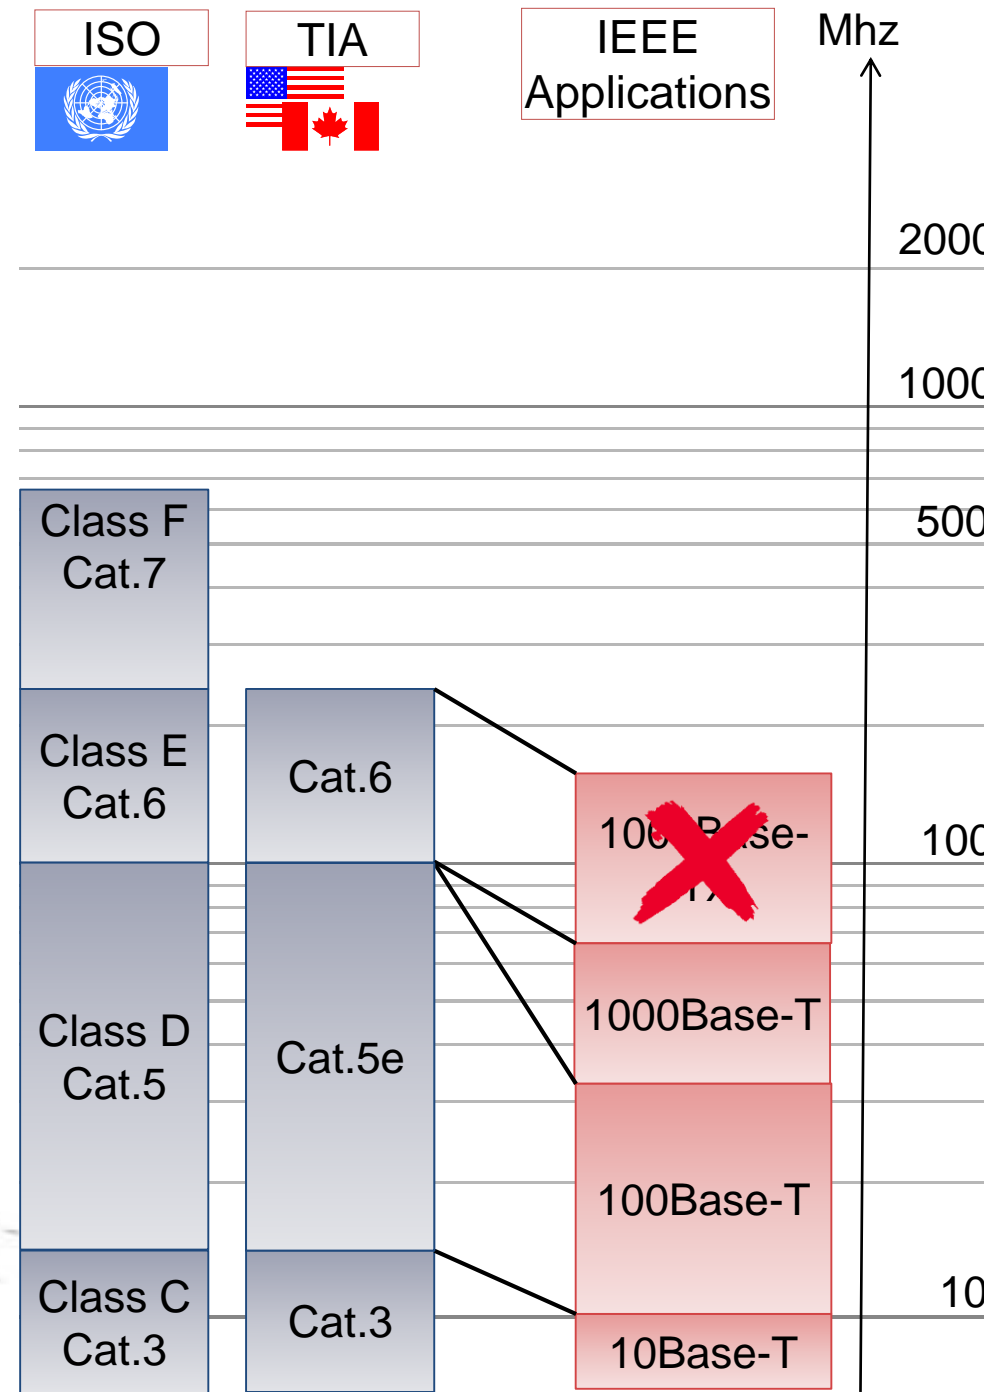 ISO
TIA
IEEE
Applications
Mhz
2000
1000
Class F
Cat.7
500
Class E
Cat.6
Cat.6
100
1000Base-T
Class D
Cat.5
Cat.5e
100Base-T
Class C
Cat.3
Cat.3
10
10Base-T